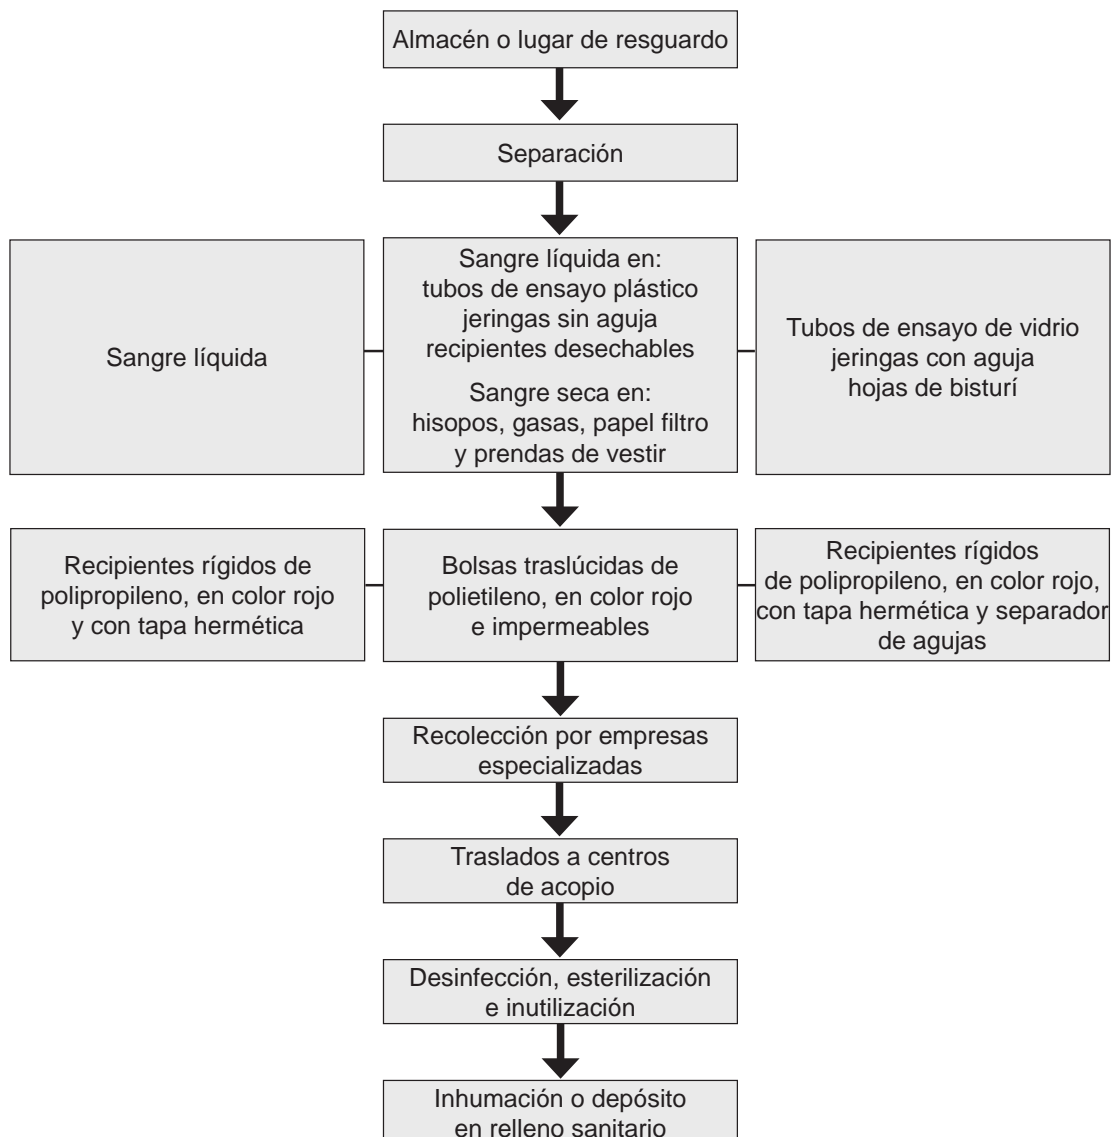 Almacén o lugar de resguardo
Separación
Sangre líquida
Sangre líquida en:
tubos de ensayo plástico
jeringas sin aguja
recipientes desechables
Sangre seca en:
hisopos, gasas, papel filtro
y prendas de vestir
Tubos de ensayo de vidrio
jeringas con aguja
hojas de bisturí
Recipientes rígidos de
polipropileno, en color rojo
y con tapa hermética
Bolsas traslúcidas de
polietileno, en color rojo
e impermeables
Recipientes rígidos
de polipropileno, en color rojo,
con tapa hermética y separador
de agujas
Recolección por empresas
especializadas
Traslados a centros
de acopio
Desinfección, esterilización
e inutilización
Inhumación o depósito
en relleno sanitario